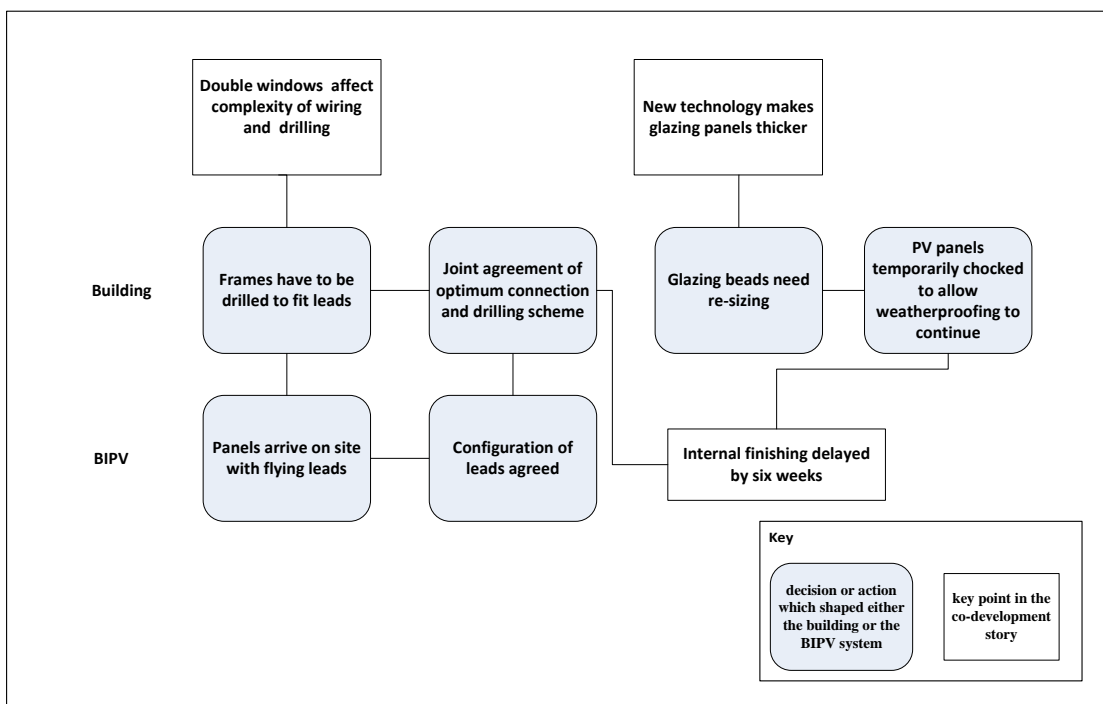 Double windows affect
complexity of wiring
and drilling
New technology makes
glazing panels thicker
Building
Frames have to be
drilled to fit leads
Joint agreement of
optimum connection
and drilling scheme
Glazing beads need
re-sizing
PV panels
temporarily chocked
to allow
weatherproofing to
continue
BIPV
Panels arrive on site
with flying leads
Configuration of
leads agreed
Internal finishing delayed
by six weeks
Key
decision or action
which shaped either
the building or the
BIPV system
key point in the
co-development
story